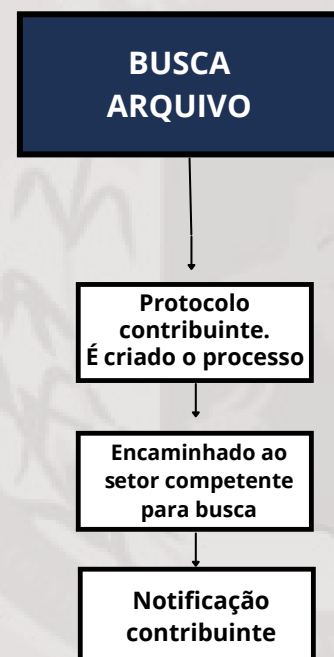 BUSCA
ARQUIVO
Protocolo
contribuinte.
É criado o processo
Encaminhado ao
setor competente
para busca
Notificação
contribuinte